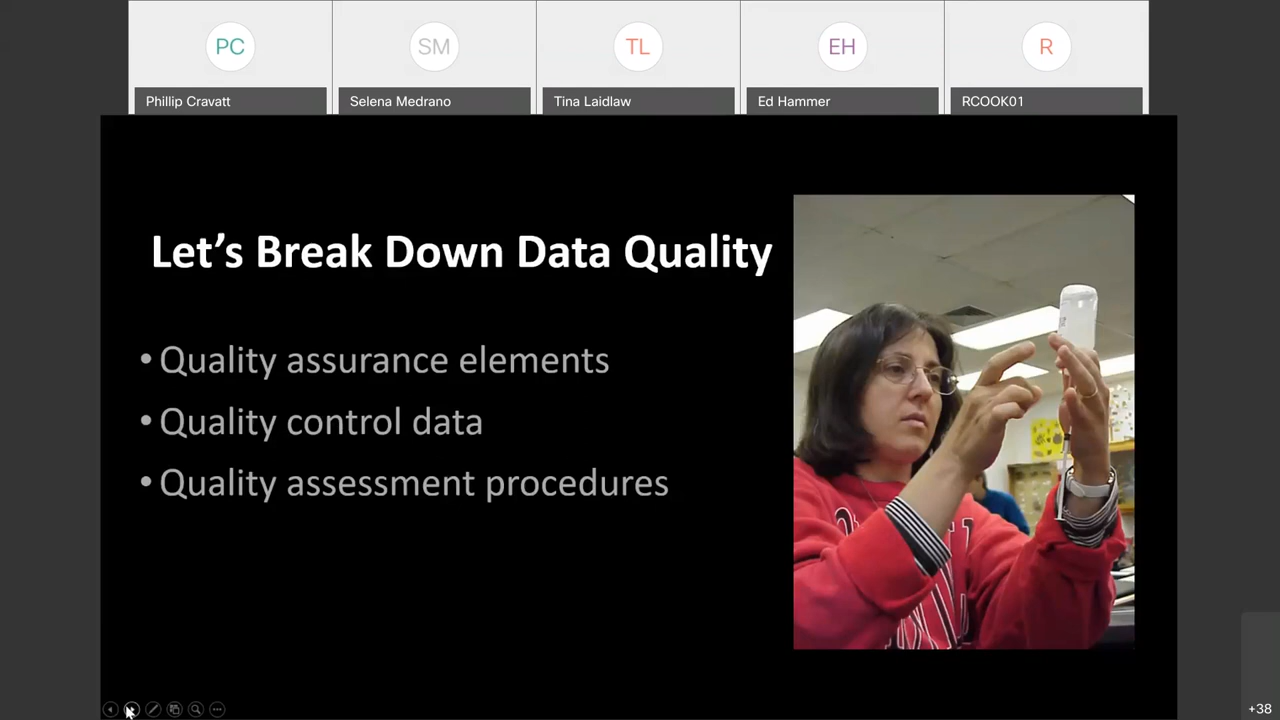 PC
SM
TL
EH
R
Phillip Cravatt
Selena Medrano
Tina Laidlaw
Ed Hammer
RCOOK01
Let's Break Down Data Quality
• Quality assurance elements
• Quality control data
• Quality assessment procedures
+38